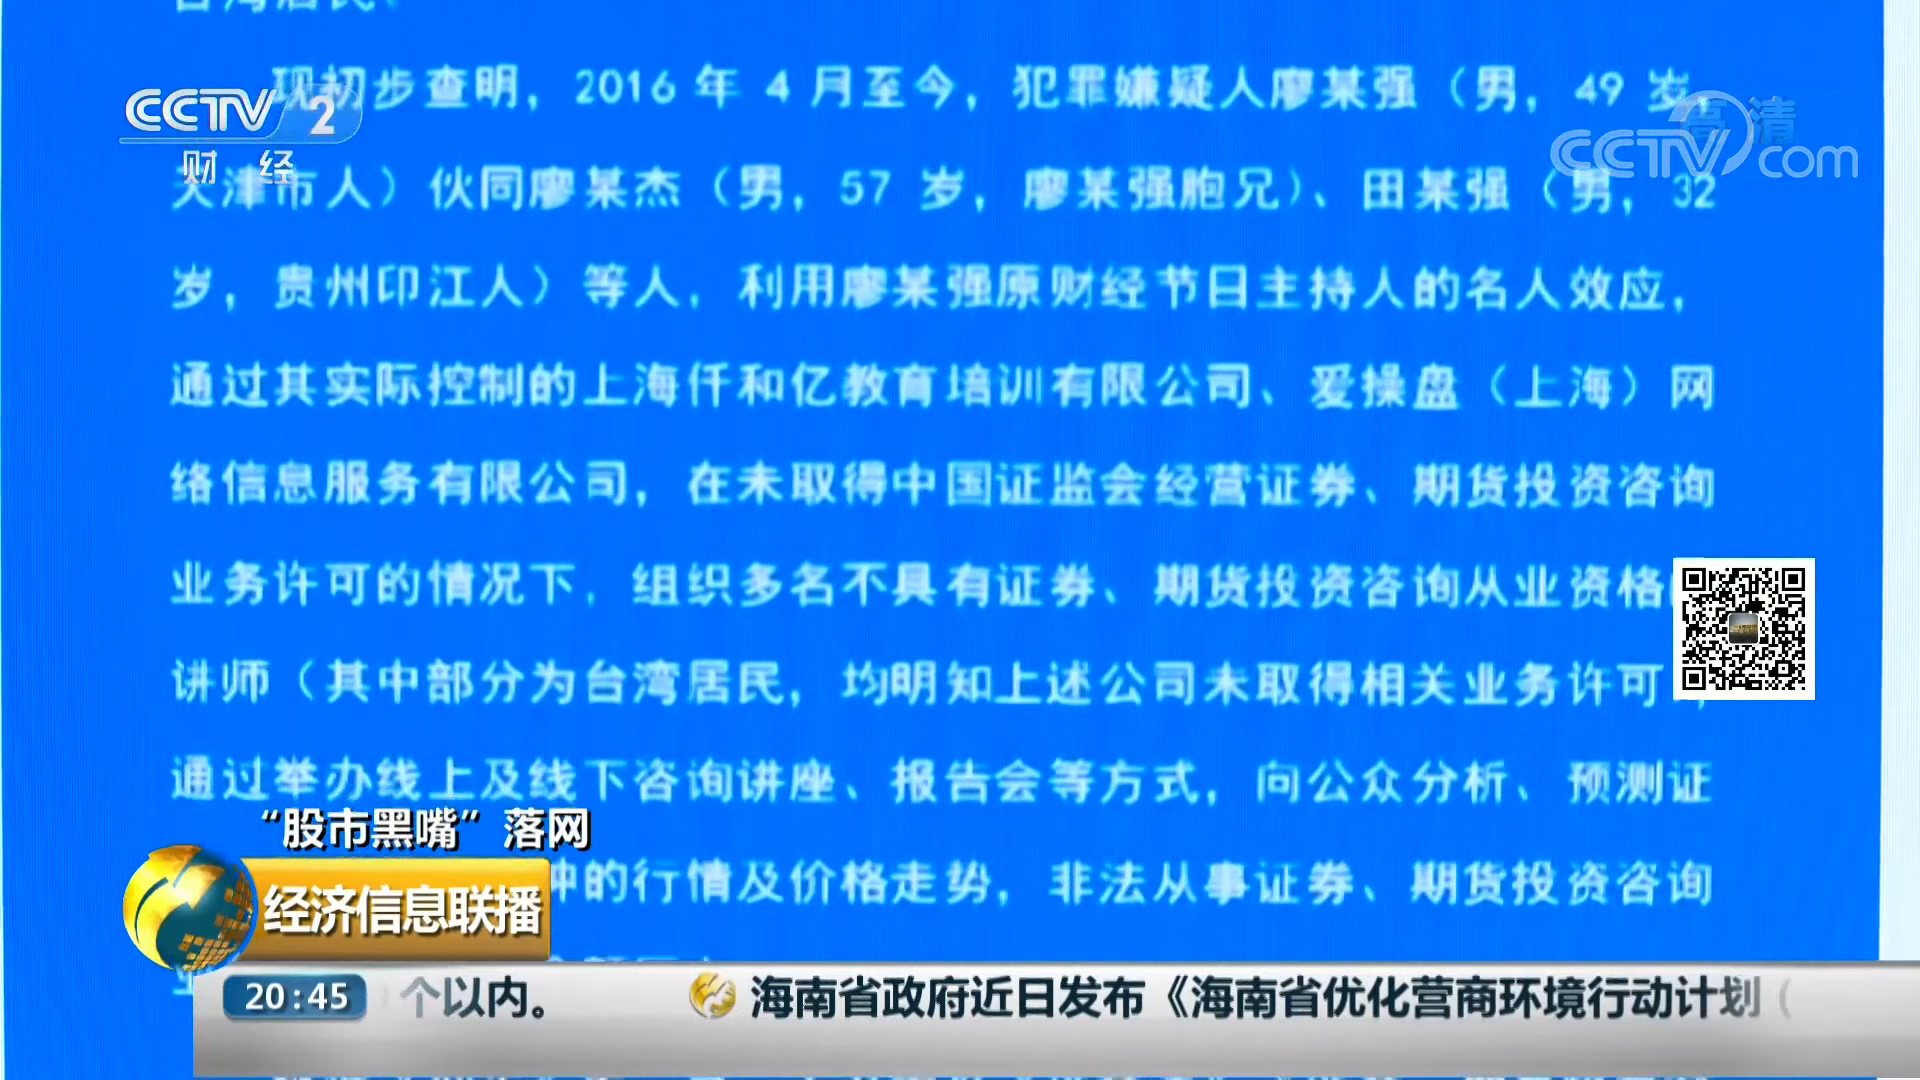 台湾居民。
现初步查明，2016 年 4 月至今，犯罪嫌疑人廖某强（男，49 岁，
天津市人）伙同廖某杰（男，57 岁，廖某强胞兄）、田某强（男，32
岁，贵州印江人）等人，利用廖某强原财经节目主持人的名人效应，
通过其实际控制的上海仟和亿教育培训有限公司、爱操盘（上海）网
络信息服务有限公司，在未取得中国证监会经营证券、期货投资咨询
业务许可的情况下，组织多名不具有证券、期货投资咨询从业资格
讲师（其中部分为台湾居民，均明知上述公司未取得相关业务许可
通过举办线上及线下咨询讲座、报告会等方式，向公众分析、预测证
的行情及价格走势，非法从事证券、期货投资咨询
CCTV 2
财 经
高清
CCTV.com
“股市黑嘴”落网
经济信息联播
20:45 个以内。 海南省政府近日发布《海南省优化营商环境行动计划（